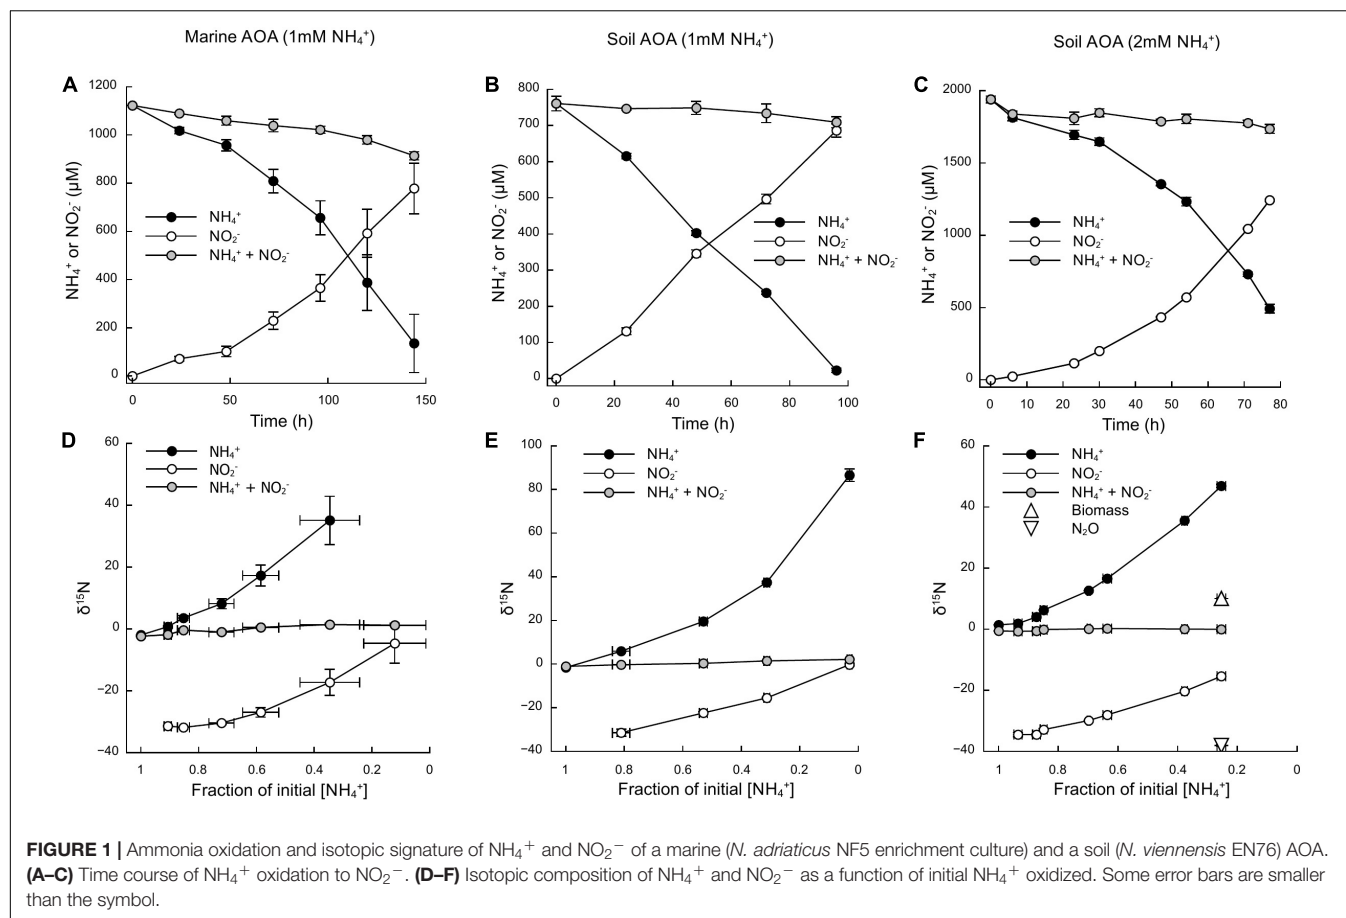 Marine AOA (1mM NH₄⁺)
Soil AOA (1mM NH₄⁺)
Soil AOA (2mM NH₄⁺)
A
1200
1000
800
600
400
200
0
NH₄⁺ or NO₂⁻ (µM)
NH₄⁺
NO₂⁻
NH₄⁺ + NO₂⁻
0 50 100 150
Time (h)
B
800
700
600
500
400
300
200
100
0
NH₄⁺ or NO₂⁻ (µM)
NH₄⁺
NO₂⁻
NH₄⁺ + NO₂⁻
0 20 40 60 80 100
Time (h)
C
2000
1500
1000
500
0
NH₄⁺ or NO₂⁻ (µM)
NH₄⁺
NO₂⁻
NH₄⁺ + NO₂⁻
0 10 20 30 40 50 60 70 80
Time (h)
D
60
40
20
0
−20
−40
δ¹⁵N
NH₄⁺
NO₂⁻
NH₄⁺ + NO₂⁻
1 0.8 0.6 0.4 0.2 0
Fraction of initial [NH₄⁺]
E
100
80
60
40
20
0
−20
−40
δ¹⁵N
NH₄⁺
NO₂⁻
NH₄⁺ + NO₂⁻
1 0.8 0.6 0.4 0.2 0
Fraction of initial [NH₄⁺]
F
60
40
20
0
−20
−40
δ¹⁵N
NH₄⁺
NO₂⁻
NH₄⁺ + NO₂⁻
Biomass
N₂O
1 0.8 0.6 0.4 0.2 0
Fraction of initial [NH₄⁺]
FIGURE 1 | Ammonia oxidation and isotopic signature of NH₄⁺ and NO₂⁻ of a marine (N. adriaticus NF5 enrichment culture) and a soil (N. viennensis EN76) AOA.
(A–C) Time course of NH₄⁺ oxidation to NO₂⁻. (D–F) Isotopic composition of NH₄⁺ and NO₂⁻ as a function of initial NH₄⁺ oxidized. Some error bars are smaller
than the symbol.